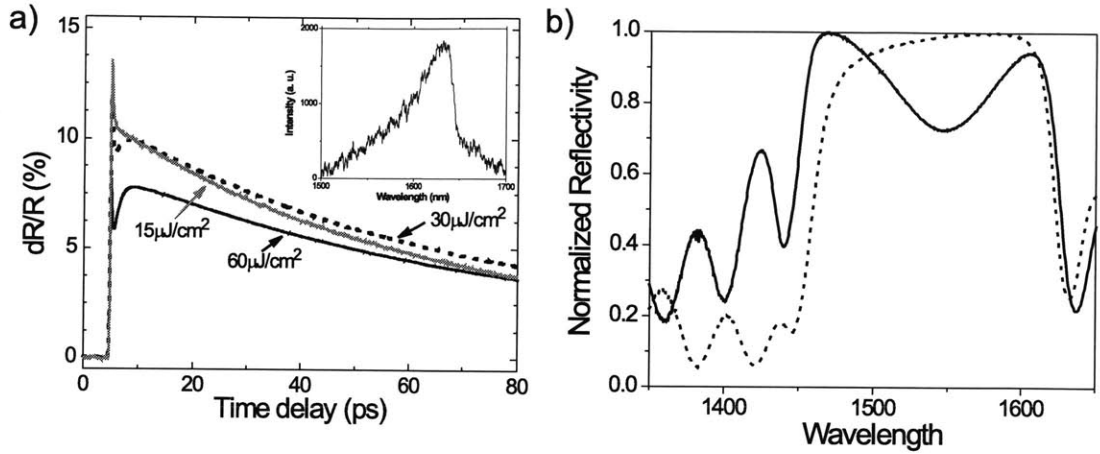 a)
15
10
5
0
dR/R (%)
0 20 40 60 80
Time delay (ps)
15µJ/cm²
30µJ/cm²
60µJ/cm²
2000
1000
0
Intensity (a. u.)
1500 1600 1700
Wavelength (nm)
b)
1.0
0.8
0.6
0.4
0.2
0.0
Normalized Reflectivity
1400 1500 1600
Wavelength